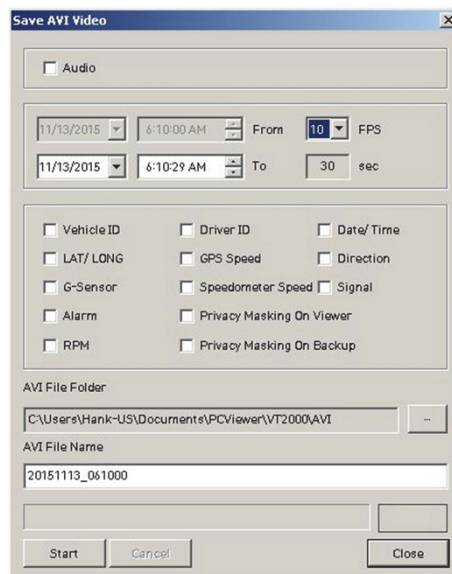 Save AVI Video
Audio
11/13/2015 6:10:00 AM From 10 FPS
11/13/2015 6:10:29 AM To 30 sec
Vehicle ID Driver ID Date/ Time
LAT/ LONG GPS Speed Direction
G-Sensor Speedometer Speed Signal
Alarm Privacy Masking On Viewer
RPM Privacy Masking On Backup
AVI File Folder
C:\Users\Hank-US\Documents\PCViewer\VT2000\AVI ...
AVI File Name
20151113_061000
Start Cancel Close